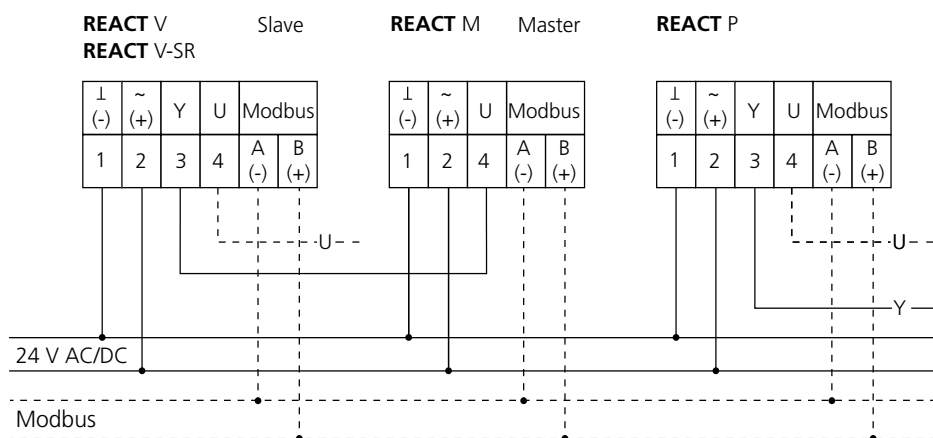 REACT V Slave REACT M Master REACT P
REACT V-SR
⊥ ~ Y U Modbus ⊥ ~ U Modbus ⊥ ~ Y U Modbus
(-) (+) (-) (+) (-) (+)
1 2 3 4 A B 1 2 4 A B 1 2 3 4 A B
(-) (+) (-) (+) (-) (+)
U U
Y
24 V AC/DC
Modbus